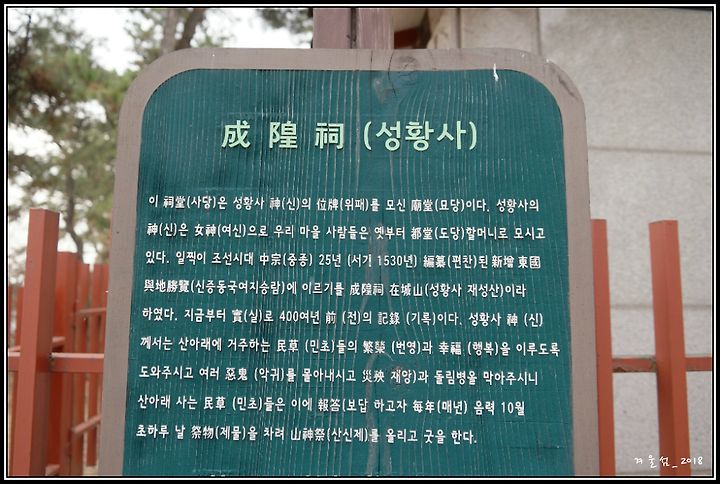 成隍祠 (성황사)
이 祠堂(사당)은 성황사 神(신)의 位牌(위패)를 모신 廟堂(묘당)이다. 성황사의
神(신)은 女神(여신)으로 우리 마을 사람들은 옛부터 都堂(도당)할머니로 모시고
있다. 일찍이 조선시대 中宗(중종) 25년 (서기 1530년) 編纂(편찬)된 新增 東國
與地勝覽(신증동국여지승람)에 이르기를 成隍祠 在城山(성황사 재성산)이라
하였다. 지금부터 實(실)로 400여년 前 (전)의 記錄 (기록)이다. 성황사 神 (신)
께서는 산아래에 거주하는 民草 (민초)들의 繁榮 (번영)과 幸福 (행복)을 이루도록
도와주시고 여러 惡鬼 (악귀)를 몰아내시고 災殃 재앙)과 돌림병을 막아주시니
산아래 사는 民草 (민초)들은 이에 報答(보답 하고자 每年(매년) 음력 10월
초하루 날 祭物(제물)을 차려 山神祭(산신제)를 올리고 굿을 한다.
겨울섬_2018